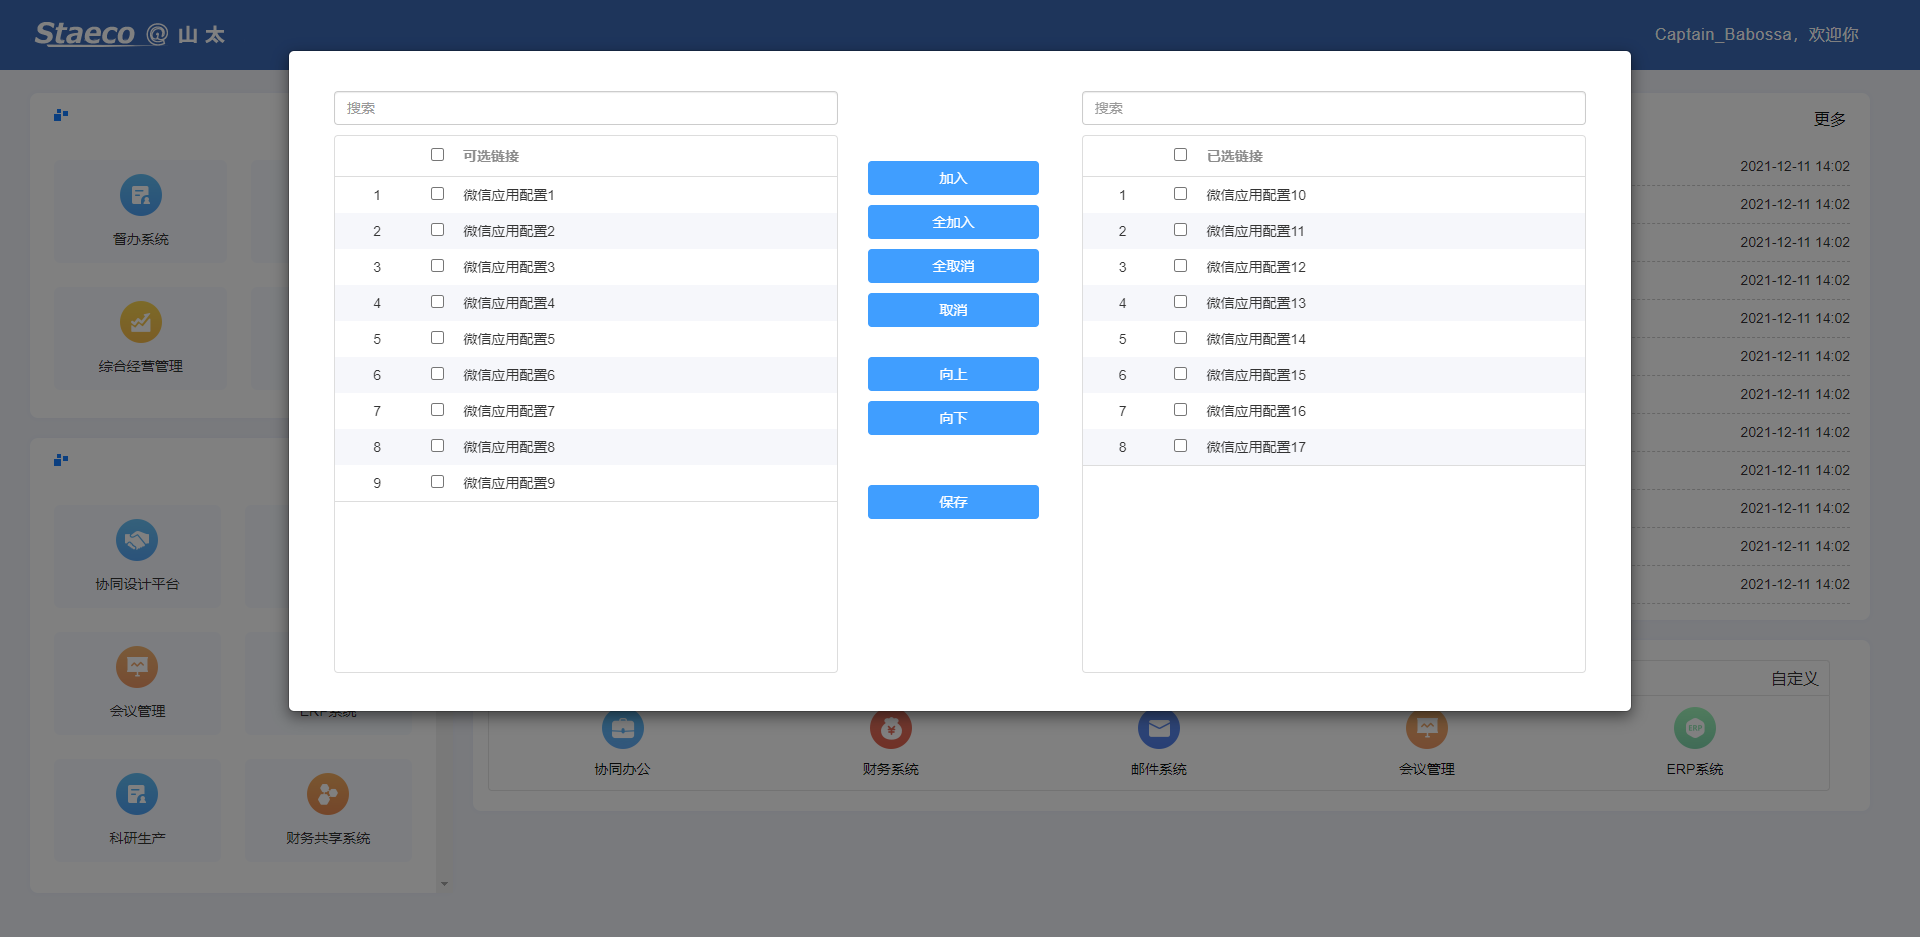 Staeco @ 山太
Captain_Babossa，欢迎你
搜索
可选链接
1 微信应用配置1
2 微信应用配置2
3 微信应用配置3
4 微信应用配置4
5 微信应用配置5
6 微信应用配置6
7 微信应用配置7
8 微信应用配置8
9 微信应用配置9
加入
全加入
全取消
取消
向上
向下
保存
搜索
已选链接
1 微信应用配置10
2 微信应用配置11
3 微信应用配置12
4 微信应用配置13
5 微信应用配置14
6 微信应用配置15
7 微信应用配置16
8 微信应用配置17
督办系统
综合经营管理
协同设计平台
会议管理
ERP系统
科研生产
财务共享系统
更多
2021-12-11 14:02
2021-12-11 14:02
2021-12-11 14:02
2021-12-11 14:02
2021-12-11 14:02
2021-12-11 14:02
2021-12-11 14:02
2021-12-11 14:02
2021-12-11 14:02
2021-12-11 14:02
2021-12-11 14:02
2021-12-11 14:02
自定义
协同办公
财务系统
邮件系统
会议管理
ERP
ERP系统